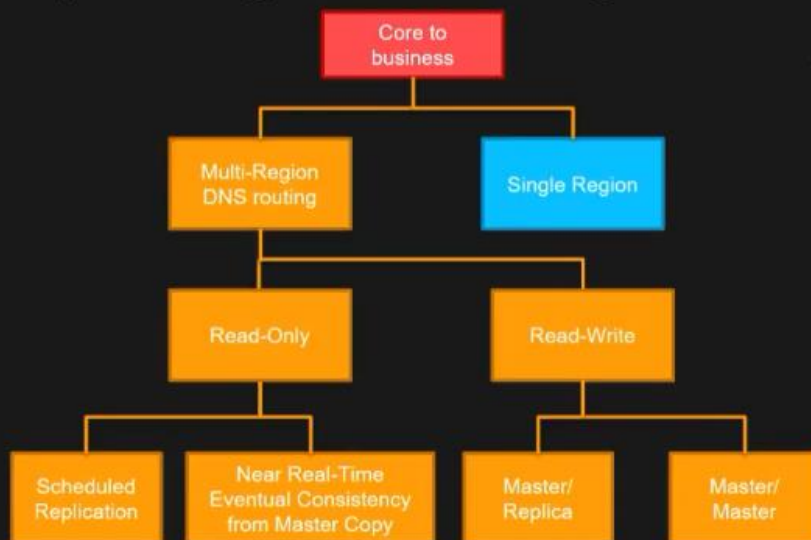 Core to
business
Multi-Region
DNS routing
Single Region
Read-Only
Read-Write
Scheduled
Replication
Near Real-Time
Eventual Consistency
from Master Copy
Master/
Replica
Master/
Master